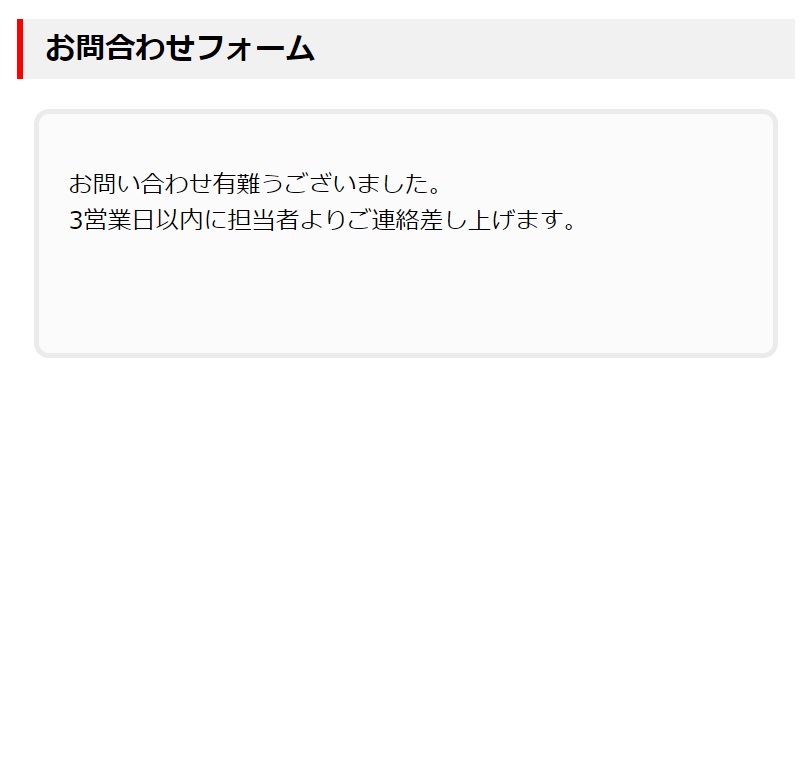 お問合わせフォーム
お問い合わせ有難うございました。
3営業日以内に担当者よりご連絡差し上げます。